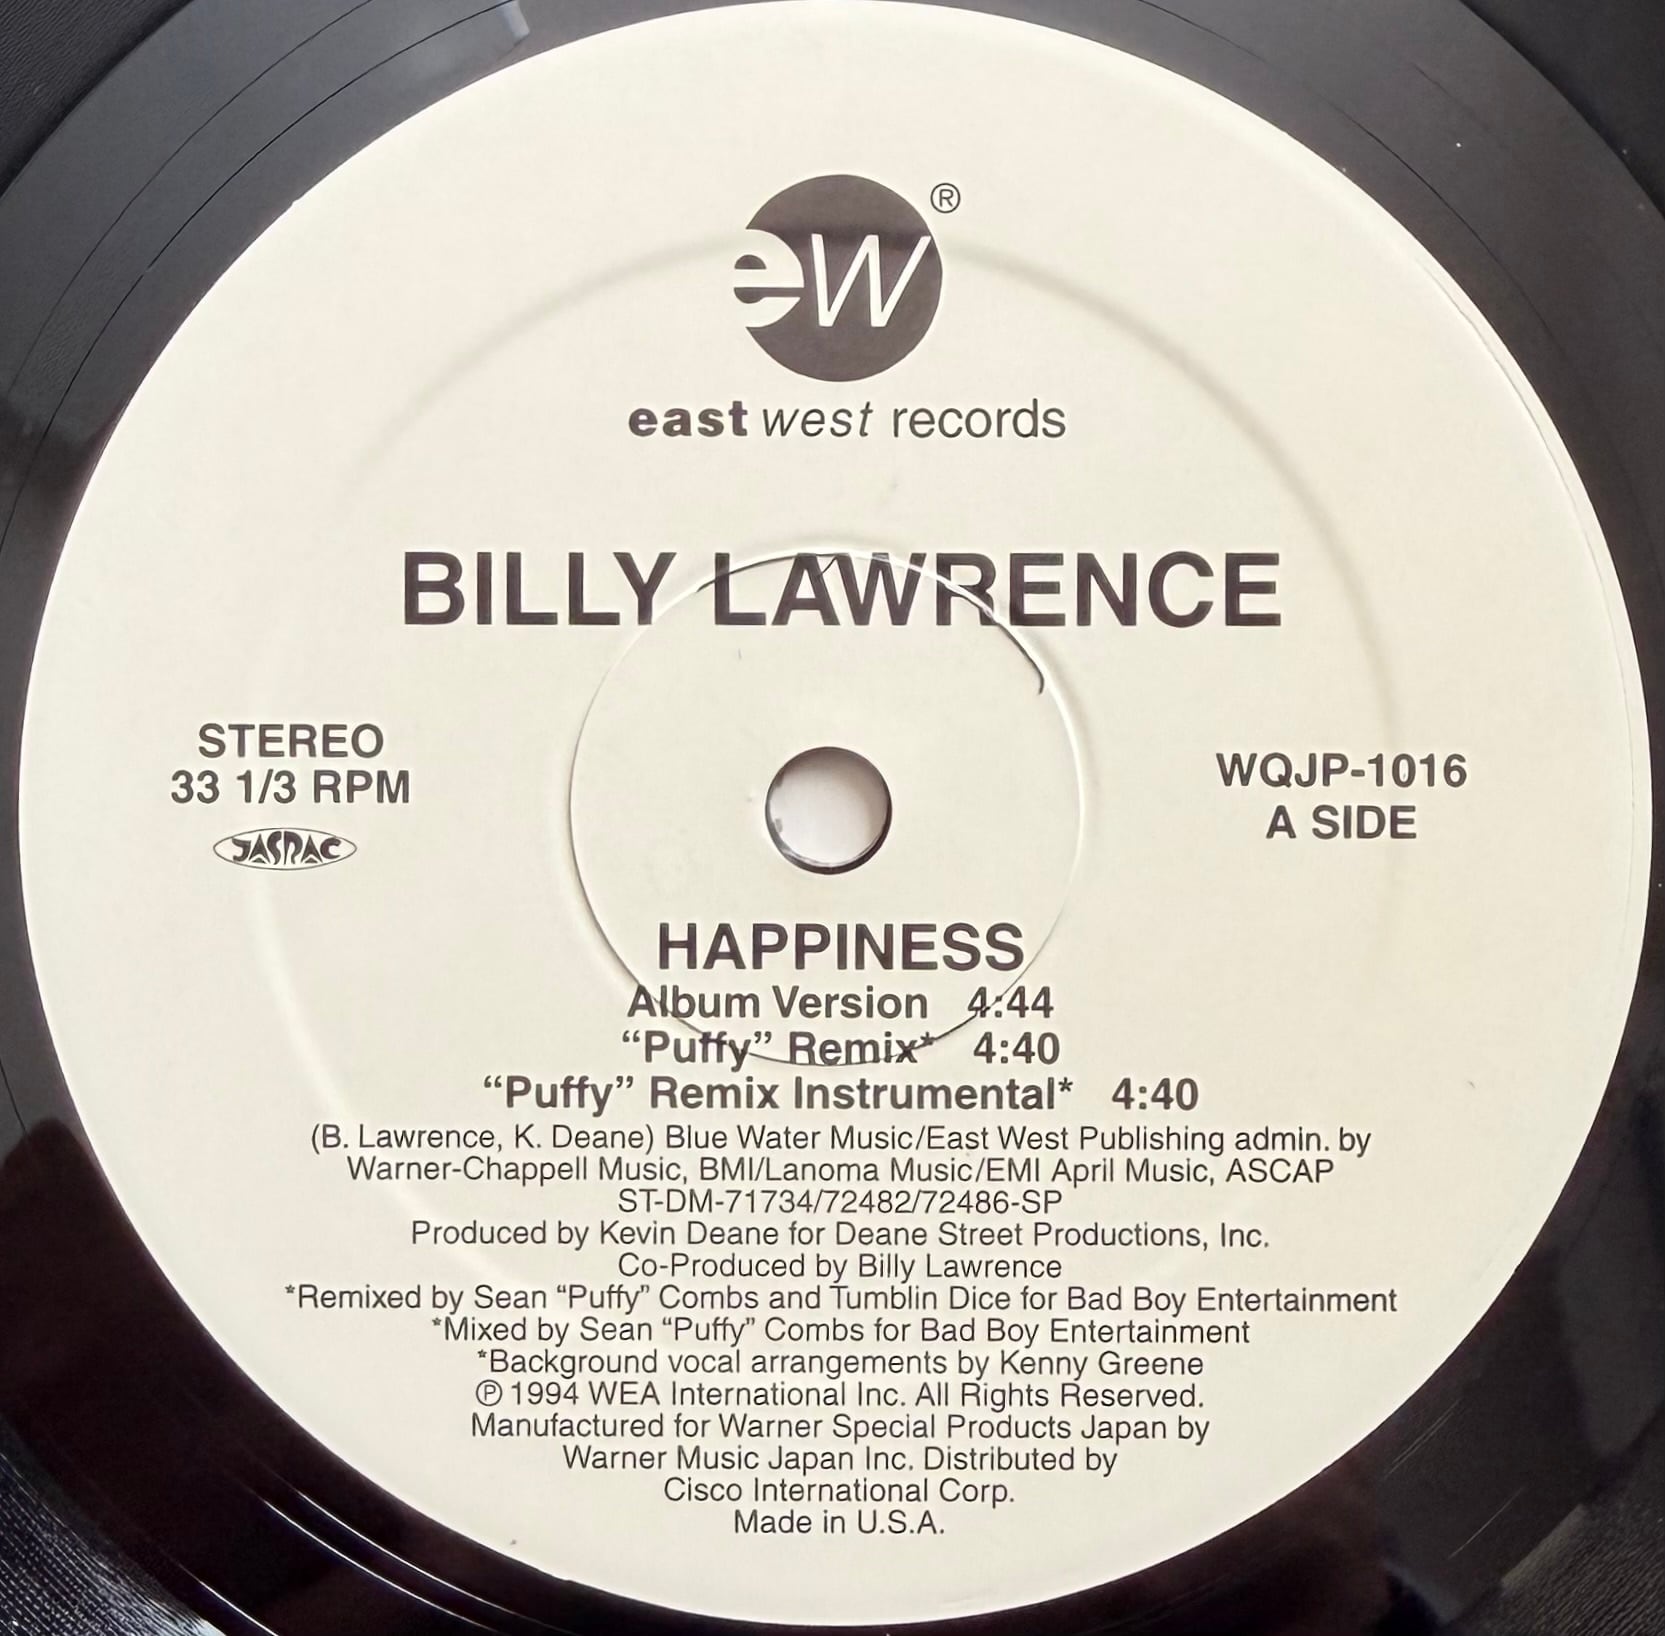 ew ®
east west records
BILLY LAWRENCE
STEREO
33 1/3 RPM
JASRAC
WQJP-1016
A SIDE
HAPPINESS
Album Version 4:44
“Puffy” Remix* 4:40
“Puffy” Remix Instrumental* 4:40
(B. Lawrence, K. Deane) Blue Water Music/East West Publishing admin. by
Warner-Chappell Music, BMI/Lanoma Music/EMI April Music, ASCAP
ST-DM-71734/72482/72486-SP
Produced by Kevin Deane for Deane Street Productions, Inc.
Co-Produced by Billy Lawrence
*Remixed by Sean “Puffy” Combs and Tumblin Dice for Bad Boy Entertainment
*Mixed by Sean “Puffy” Combs for Bad Boy Entertainment
*Background vocal arrangements by Kenny Greene
℗ 1994 WEA International Inc. All Rights Reserved.
Manufactured for Warner Special Products Japan by
Warner Music Japan Inc. Distributed by
Cisco International Corp.
Made in U.S.A.